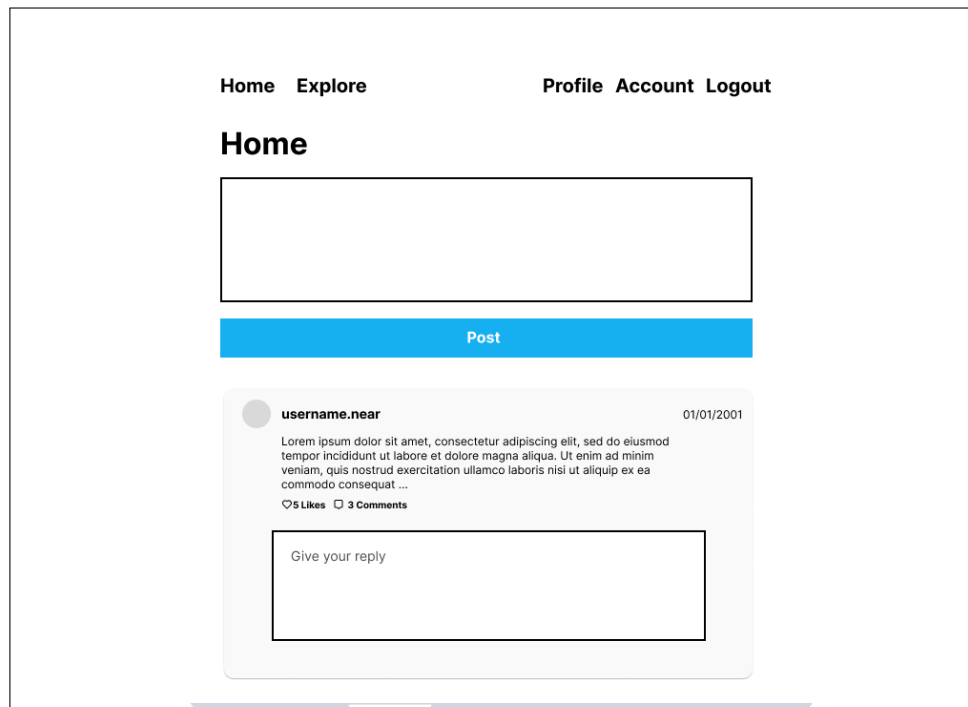 Home Explore Profile Account Logout
Home
Post
username.near 01/01/2001
Lorem ipsum dolor sit amet, consectetur adipiscing elit, sed do eiusmod
tempor incididunt ut labore et dolore magna aliqua. Ut enim ad minim
veniam, quis nostrud exercitation ullamco laboris nisi ut aliquip ex ea
commodo consequat ...
5 Likes 3 Comments
Give your reply